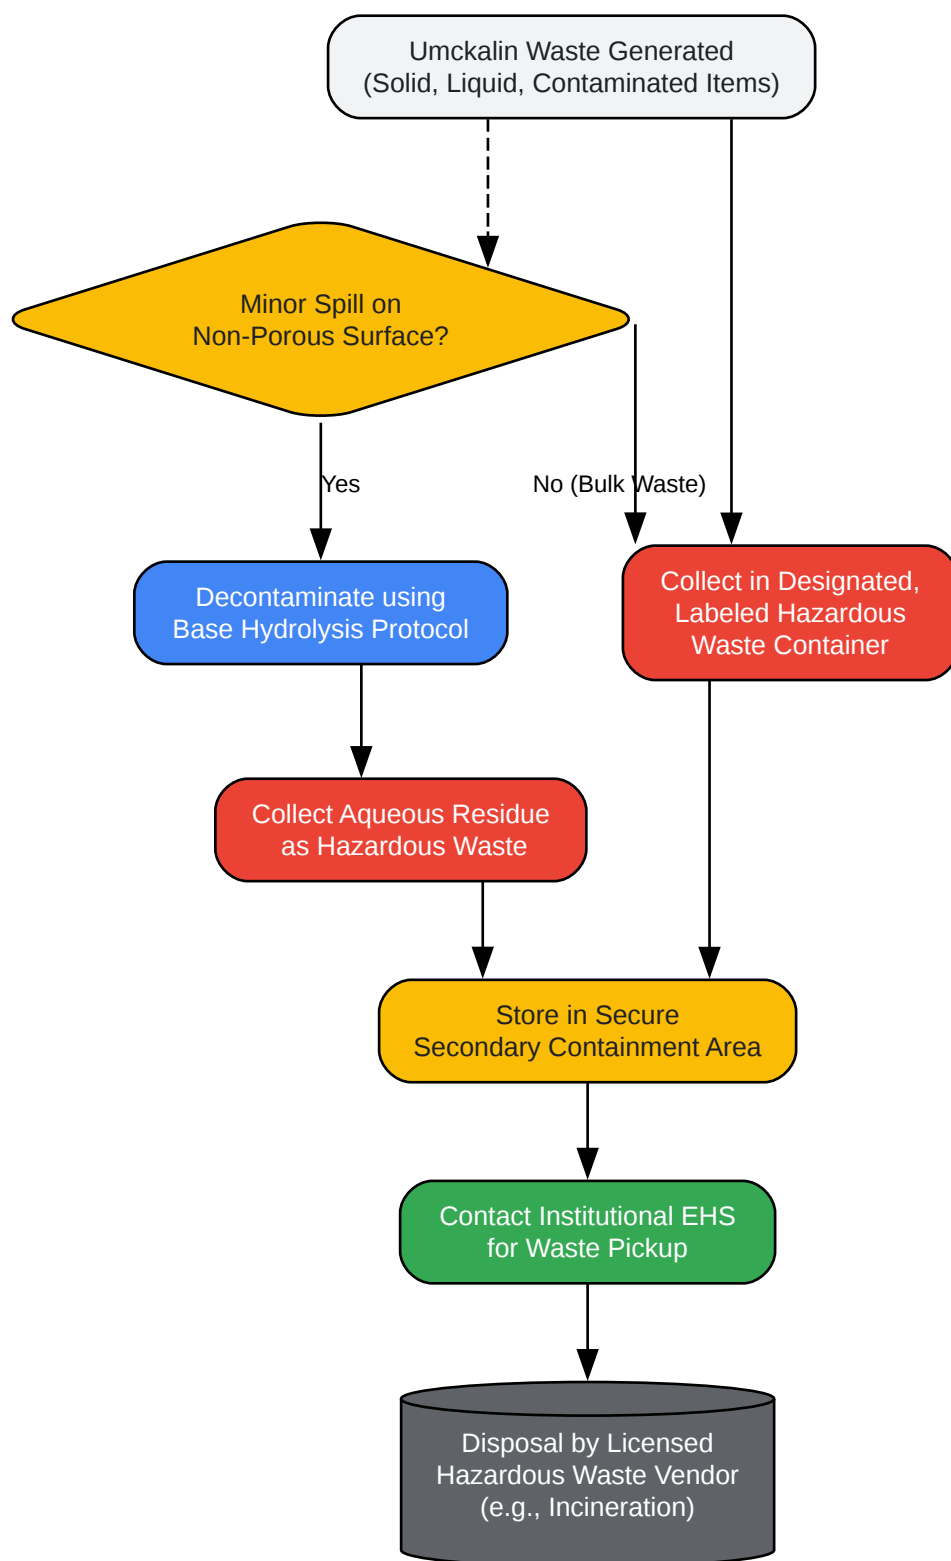 Umckalin Waste Generated
(Solid, Liquid, Contaminated Items)
Minor Spill on
Non-Porous Surface?
Yes
No (Bulk Waste)
Decontaminate using
Base Hydrolysis Protocol
Collect in Designated,
Labeled Hazardous
Waste Container
Collect Aqueous Residue
as Hazardous Waste
Store in Secure
Secondary Containment Area
Contact Institutional EHS
for Waste Pickup
Disposal by Licensed
Hazardous Waste Vendor
(e.g., Incineration)